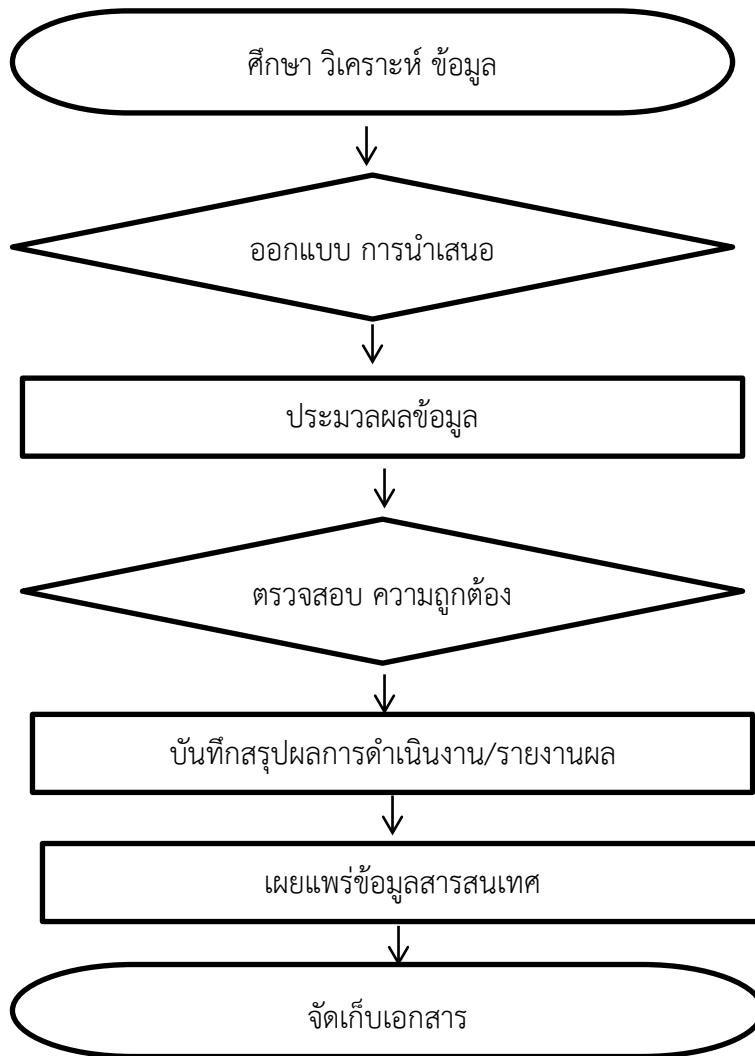 ศึกษา วิเคราะห์ ข้อมูล
ออกแบบ การนำเสนอ
ประมวลผลข้อมูล
ตรวจสอบ ความถูกต้อง
บันทึกสรุปผลการดำเนินงาน/รายงานผล
เผยแพร่ข้อมูลสารสนเทศ
จัดเก็บเอกสาร